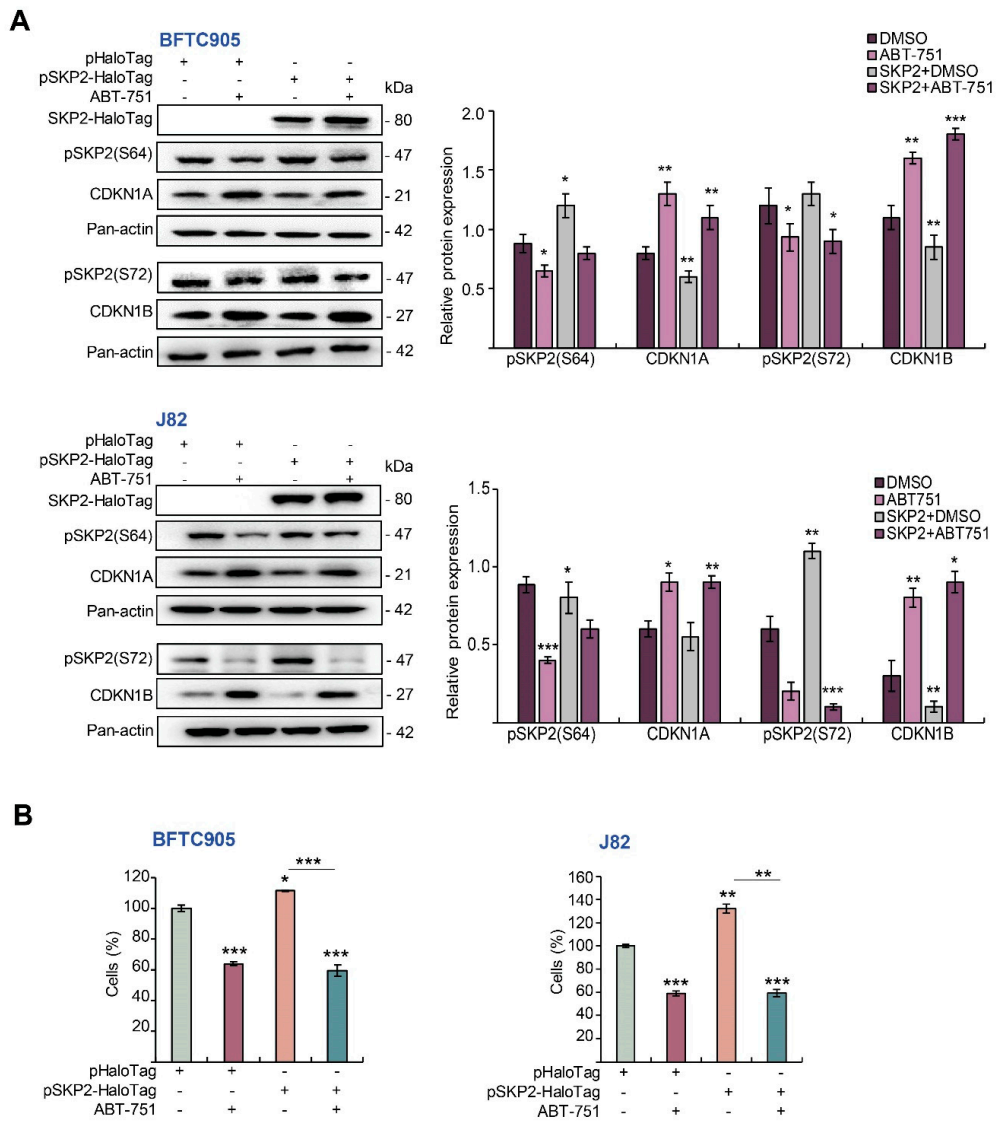 A
BFTC905
pHaloTag + + - -
pSKP2-HaloTag - - + +
ABT-751 - + - +
kDa
SKP2-HaloTag - 80
pSKP2(S64) - 47
CDKN1A - 21
Pan-actin - 42
pSKP2(S72) - 47
CDKN1B - 27
Pan-actin - 42
DMSO
ABT-751
SKP2+DMSO
SKP2+ABT-751
Relative protein expression
2.0
1.5
1.0
0.5
* * ** ** ** * * ** ** ***
pSKP2(S64) CDKN1A pSKP2(S72) CDKN1B
J82
pHaloTag + + - -
pSKP2-HaloTag - - + +
ABT-751 - + - +
kDa
SKP2-HaloTag - 80
pSKP2(S64) - 47
CDKN1A - 21
Pan-actin - 42
pSKP2(S72) - 47
CDKN1B - 27
Pan-actin - 42
DMSO
ABT751
SKP2+DMSO
SKP2+ABT751
Relative protein expression
1.5
1.0
0.5
*** * * ** ** *** ** ** *
pSKP2(S64) CDKN1A pSKP2(S72) CDKN1B
B
BFTC905
Cells (%)
120
100
80
60
40
20
*** * *** ***
pHaloTag + + - -
pSKP2-HaloTag - - + +
ABT-751 - + - +
J82
Cells (%)
160
140
120
100
80
60
40
20
*** ** ** ***
pHaloTag + + - -
pSKP2-HaloTag - - + +
ABT-751 - + - +